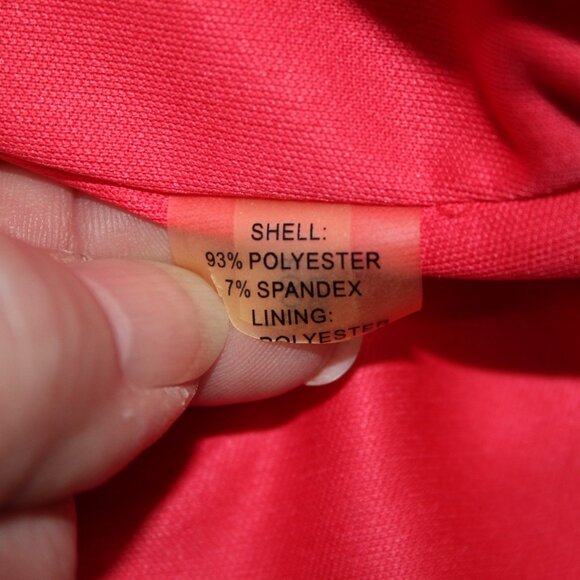 SHELL:
93% POLYESTER
7% SPANDEX
LINING:
POLYESTER